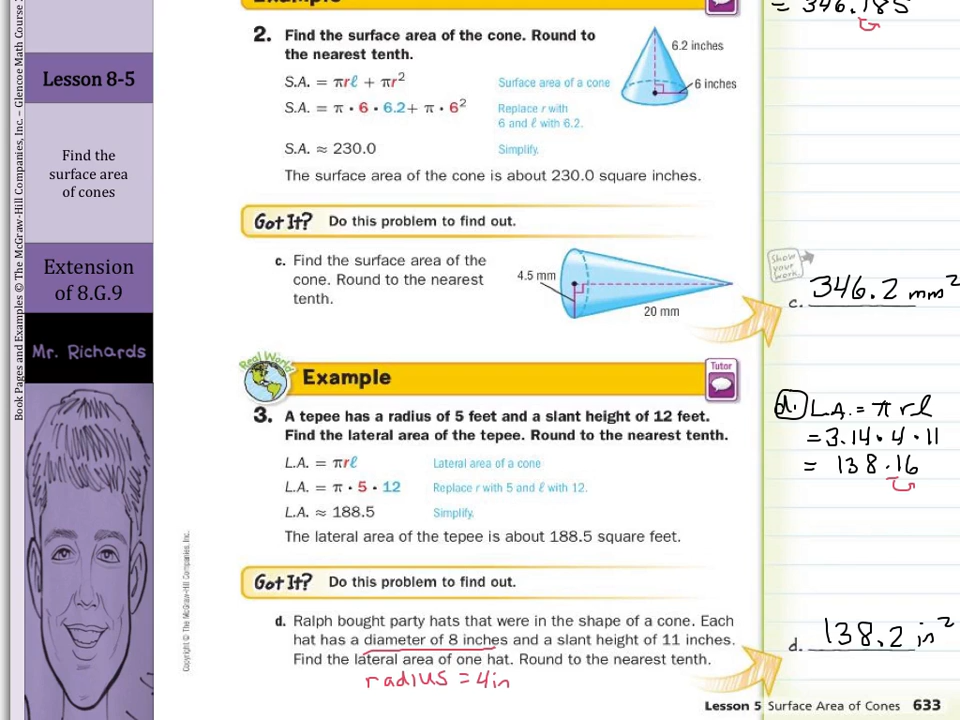 Book Pages and Examples © The McGraw-Hill Companies, Inc. – Glencoe Math Course
Lesson 8-5
Find the
surface area
of cones
Extension
of 8.G.9
Mr. Richards
= 346.185
2. Find the surface area of the cone. Round to
the nearest tenth.
6.2 inches
6 inches
S.A. = πrℓ + πr² Surface area of a cone
S.A. = π • 6 • 6.2 + π • 6² Replace r with
6 and ℓ with 6.2.
S.A. ≈ 230.0 Simplify.
The surface area of the cone is about 230.0 square inches.
Got It? Do this problem to find out.
c. Find the surface area of the
cone. Round to the nearest
tenth.
4.5 mm
20 mm
Show
your
work.
c. 346.2 mm²
Real World
Example
Tutor
3. A tepee has a radius of 5 feet and a slant height of 12 feet.
Find the lateral area of the tepee. Round to the nearest tenth.
L.A. = πrℓ Lateral area of a cone
L.A. = π • 5 • 12 Replace r with 5 and ℓ with 12.
L.A. ≈ 188.5 Simplify.
The lateral area of the tepee is about 188.5 square feet.
d. L.A. = π r l
= 3.14 • 4 • 11
= 138.16
Got It? Do this problem to find out.
d. Ralph bought party hats that were in the shape of a cone. Each
hat has a diameter of 8 inches and a slant height of 11 inches.
Find the lateral area of one hat. Round to the nearest tenth.
radius = 4in
d. 138.2 in²
Copyright © The McGraw-Hill Companies, Inc.
Lesson 5 Surface Area of Cones 633